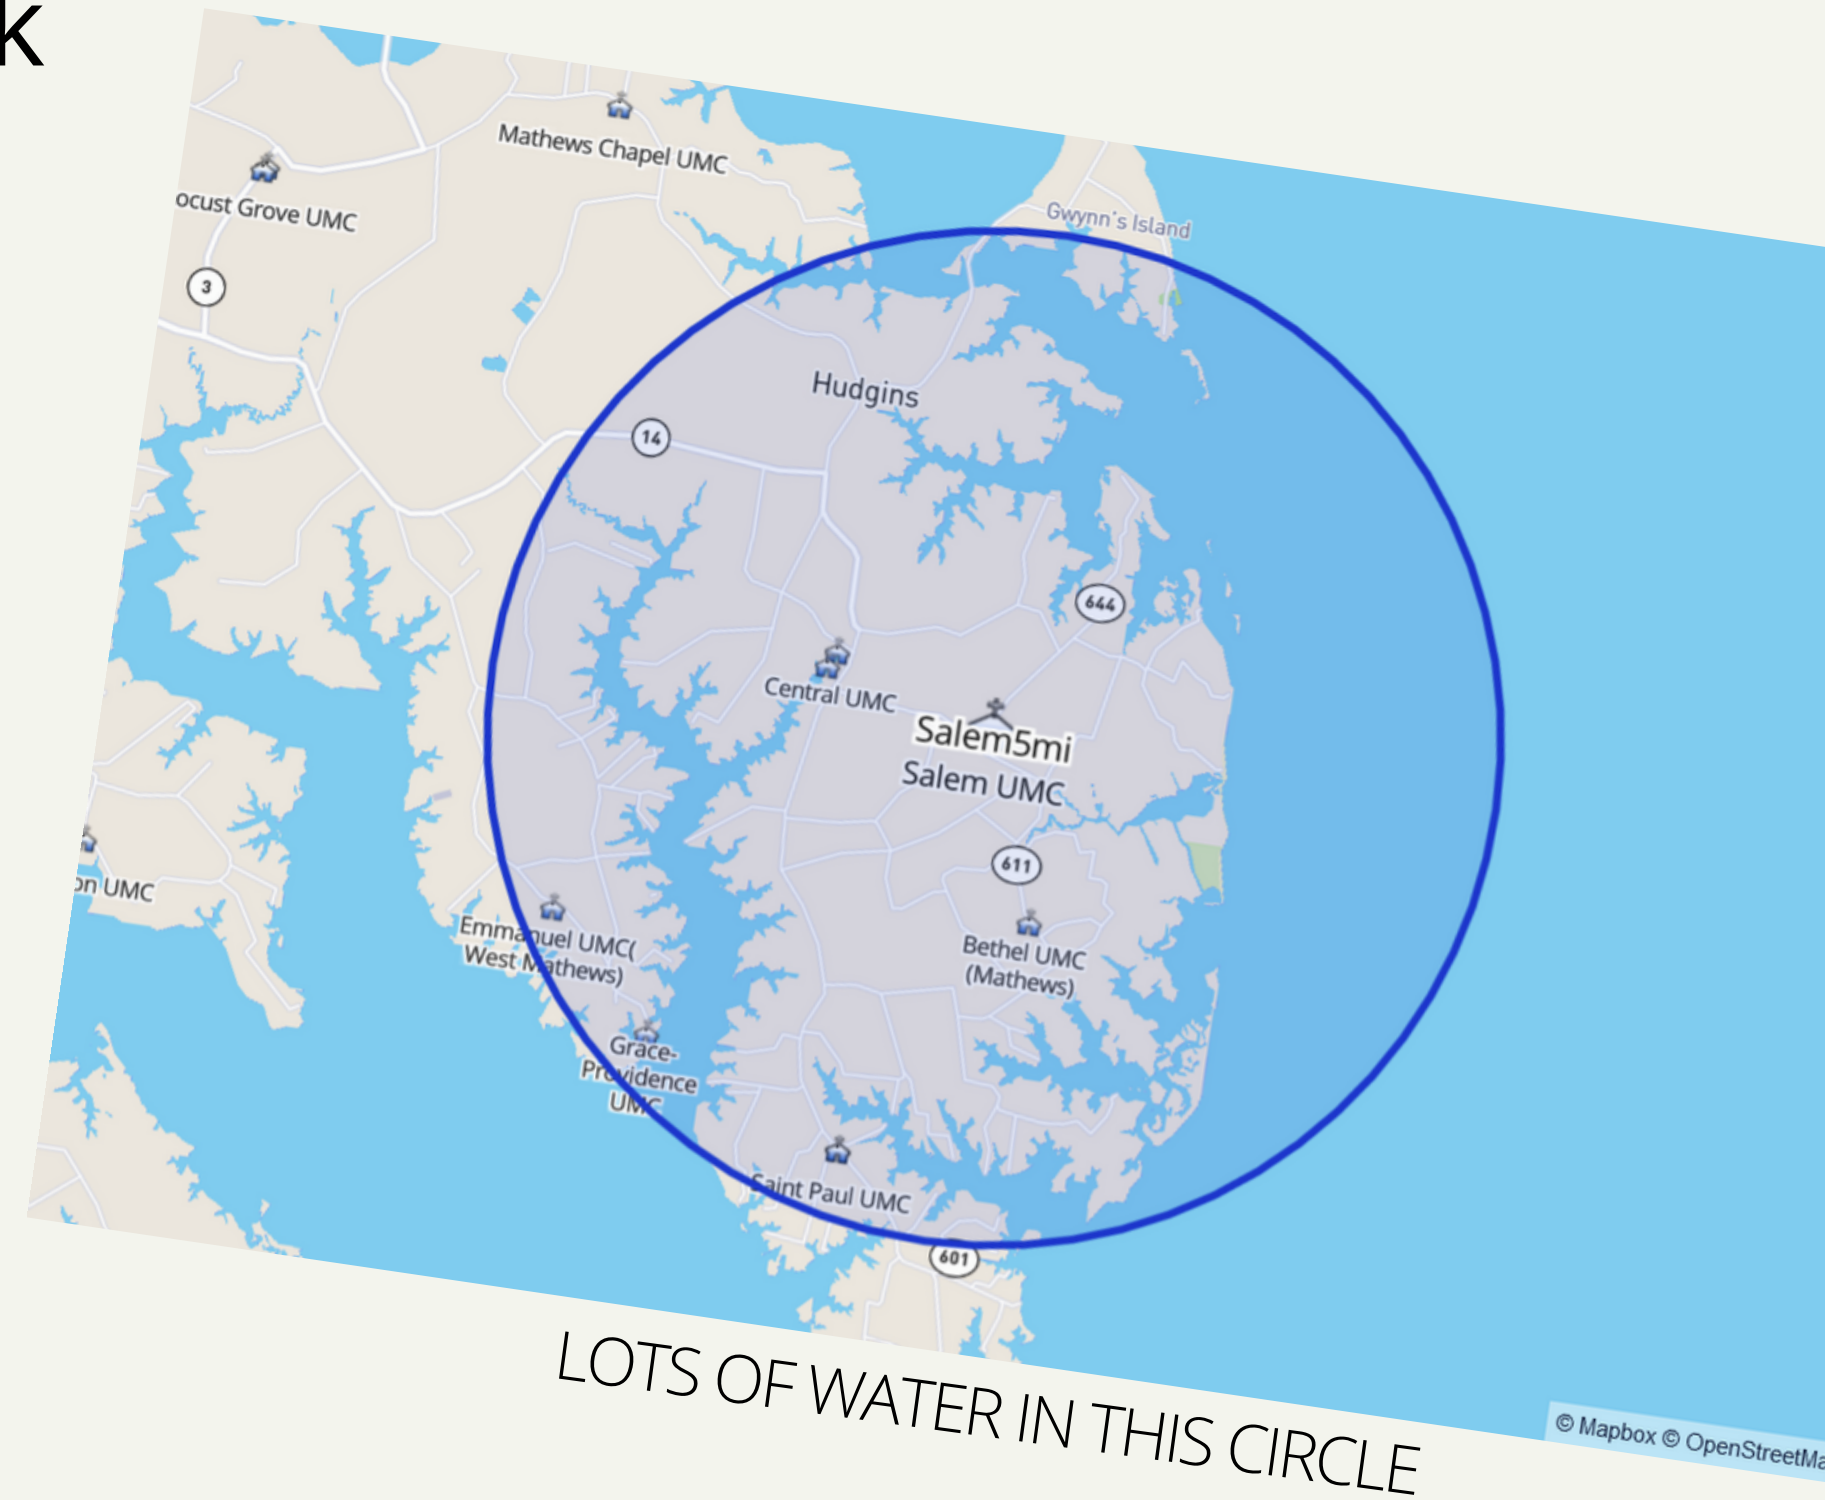 k
Mathews Chapel UMC
ocust Grove UMC
Gwynn's Island
3
Hudgins
14
644
Central UMC
Salem5mi
Salem UMC
611
on UMC
Emmanuel UMC(
West Mathews)
Bethel UMC
(Mathews)
Grace-
Providence
UMC
Saint Paul UMC
601
LOTS OF WATER IN THIS CIRCLE
© Mapbox © OpenStreetMa